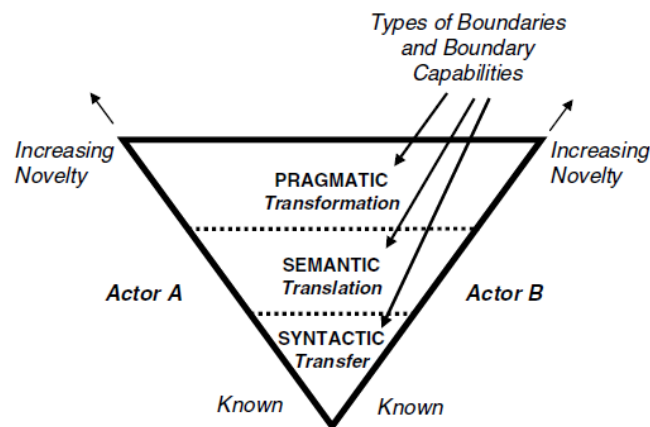 Types of Boundaries
and Boundary
Capabilities
Increasing
Novelty
Increasing
Novelty
PRAGMATIC
Transformation
SEMANTIC
Translation
Actor A
Actor B
SYNTACTIC
Transfer
Known
Known